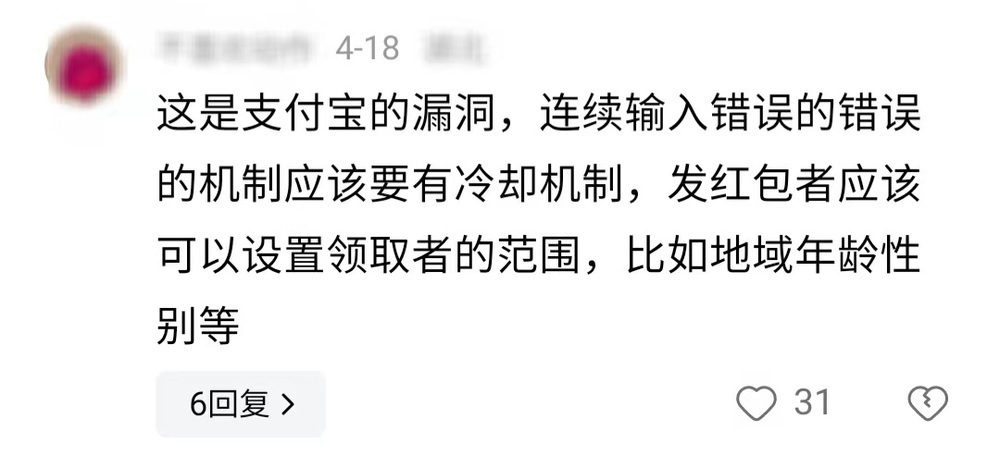 4-18
这是支付宝的漏洞，连续输入错误的错误
的机制应该要有冷却机制，发红包者应该
可以设置领取者的范围，比如地域年龄性
别等
6回复 >
31